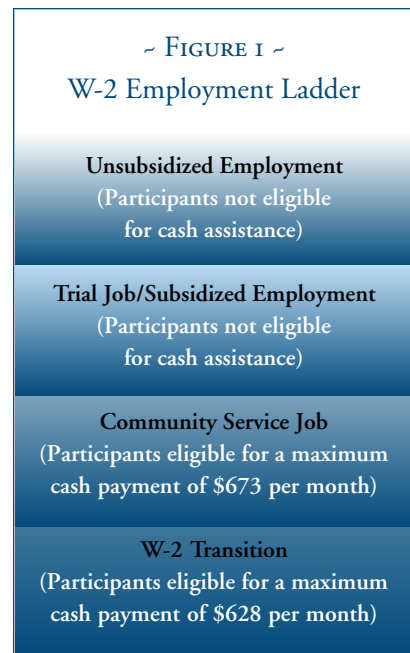 ~ Figure 1 ~
W-2 Employment Ladder
Unsubsidized Employment
(Participants not eligible
for cash assistance)
Trial Job/Subsidized Employment
(Participants not eligible
for cash assistance)
Community Service Job
(Participants eligible for a maximum
cash payment of $673 per month)
W-2 Transition
(Participants eligible for a maximum
cash payment of $628 per month)